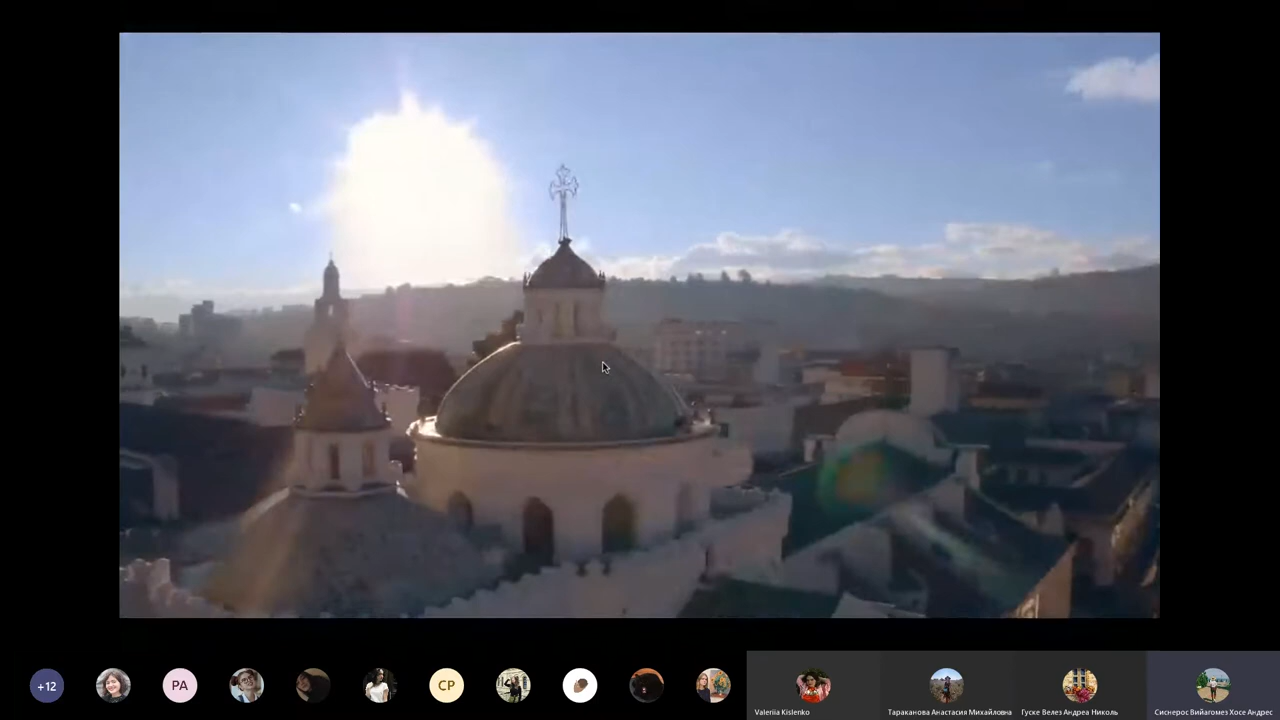 +12
PA
CP
Valeriia Kislenko
Тараканова Анастасия Михайловна
Гуске Велез Андреа Николь
Сиснерос Вийагомез Хосе Андрес